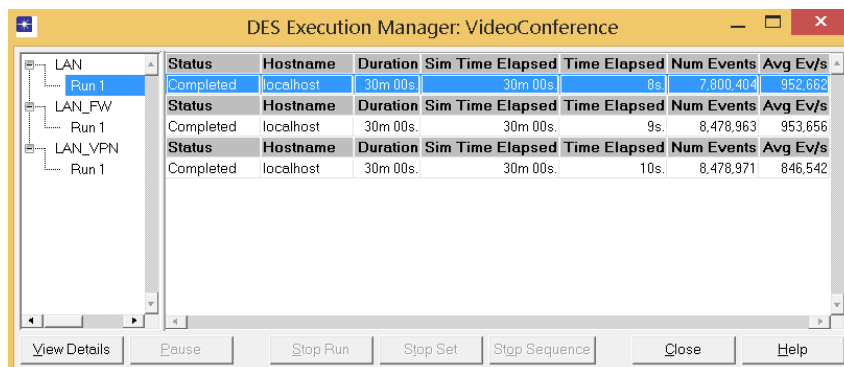 DES Execution Manager: VideoConference
LAN
Run 1
LAN_FW
Run 1
LAN_VPN
Run 1
Status Hostname Duration Sim Time Elapsed Time Elapsed Num Events Avg Ev/s
Completed localhost 30m 00s. 30m 00s. 8s. 7,800,404 952,662
Status Hostname Duration Sim Time Elapsed Time Elapsed Num Events Avg Ev/s
Completed localhost 30m 00s. 30m 00s. 9s. 8,478,963 953,656
Status Hostname Duration Sim Time Elapsed Time Elapsed Num Events Avg Ev/s
Completed localhost 30m 00s. 30m 00s. 10s. 8,478,971 846,542
View Details Pause Stop Run Stop Set Stop Sequence Close Help